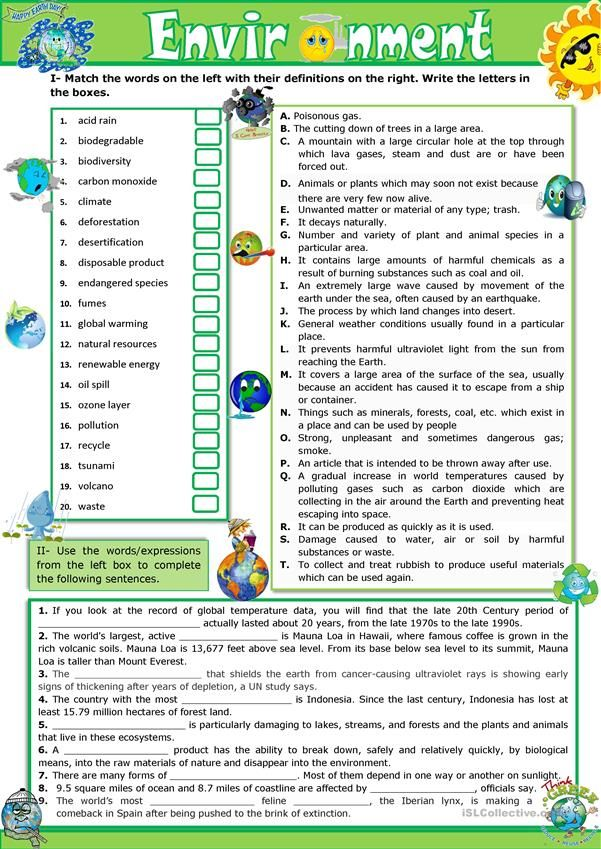 HAPPY EARTH DAY!
Environment
I- Match the words on the left with their definitions on the right. Write the letters in
the boxes.
1. acid rain
2. biodegradable
3. biodiversity
4. carbon monoxide
5. climate
6. deforestation
7. desertification
8. disposable product
9. endangered species
10. fumes
11. global warming
12. natural resources
13. renewable energy
14. oil spill
15. ozone layer
16. pollution
17. recycle
18. tsunami
19. volcano
20. waste
A. Poisonous gas.
B. The cutting down of trees in a large area.
C. A mountain with a large circular hole at the top through
which lava gases, steam and dust are or have been
forced out.
D. Animals or plants which may soon not exist because
there are very few now alive.
E. Unwanted matter or material of any type; trash.
F. It decays naturally.
G. Number and variety of plant and animal species in a
particular area.
H. It contains large amounts of harmful chemicals as a
result of burning substances such as coal and oil.
I. An extremely large wave caused by movement of the
earth under the sea, often caused by an earthquake.
J. The process by which land changes into desert.
K. General weather conditions usually found in a particular
place.
L. It prevents harmful ultraviolet light from the sun from
reaching the Earth.
M. It covers a large area of the surface of the sea, usually
because an accident has caused it to escape from a ship
or container.
N. Things such as minerals, forests, coal, etc. which exist in
a place and can be used by people
O. Strong, unpleasant and sometimes dangerous gas;
smoke.
P. An article that is intended to be thrown away after use.
Q. A gradual increase in world temperatures caused by
polluting gases such as carbon dioxide which are
collecting in the air around the Earth and preventing heat
escaping into space.
R. It can be produced as quickly as it is used.
S. Damage caused to water, air or soil by harmful
substances or waste.
T. To collect and treat rubbish to produce useful materials
which can be used again.
II- Use the words/expressions
from the left box to complete
the following sentences.
1. If you look at the record of global temperature data, you will find that the late 20th Century period of
____________________ actually lasted about 20 years, from the late 1970s to the late 1990s.
2. The world's largest, active ________________ is Mauna Loa in Hawaii, where famous coffee is grown in the
rich volcanic soils. Mauna Loa is 13,677 feet above sea level. From its base below sea level to its summit, Mauna
Loa is taller than Mount Everest.
3. The ____________________ that shields the earth from cancer-causing ultraviolet rays is showing early
signs of thickening after years of depletion, a UN study says.
4. The country with the most _________________ is Indonesia. Since the last century, Indonesia has lost at
least 15.79 million hectares of forest land.
5. ____________________ is particularly damaging to lakes, streams, and forests and the plants and animals
that live in these ecosystems.
6. A ________________ product has the ability to break down, safely and relatively quickly, by biological
means, into the raw materials of nature and disappear into the environment.
7. There are many forms of ____________________. Most of them depend in one way or another on sunlight.
8. 9.5 square miles of ocean and 8.7 miles of coastline are affected by ________________, officials say.
9. The world's most ________________ feline ____________, the Iberian lynx, is making a
comeback in Spain after being pushed to the brink of extinction.
Think
GREEN
iSLCollective.com